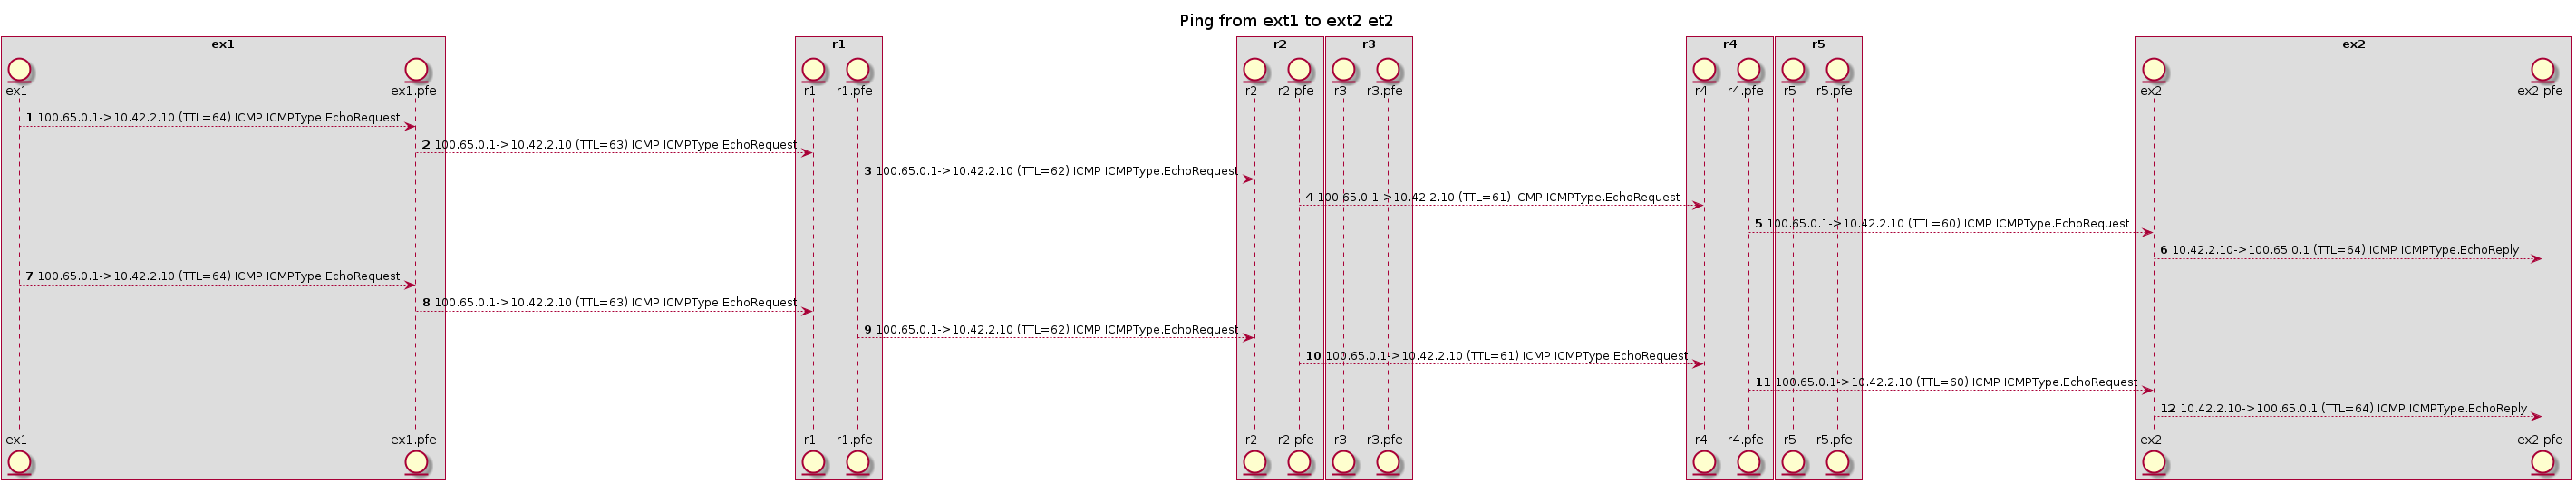 Ping from ext1 to ext2 et2
ex1 r1 r2 r3 r4 r5 ex2
ex1 ex1.pfe r1 r1.pfe r2 r2.pfe r3 r3.pfe r4 r4.pfe r5 r5.pfe ex2 ex2.pfe
1 100.65.0.1->10.42.2.10 (TTL=64) ICMP ICMPType.EchoRequest
2 100.65.0.1->10.42.2.10 (TTL=63) ICMP ICMPType.EchoRequest
3 100.65.0.1->10.42.2.10 (TTL=62) ICMP ICMPType.EchoRequest
4 100.65.0.1->10.42.2.10 (TTL=61) ICMP ICMPType.EchoRequest
5 100.65.0.1->10.42.2.10 (TTL=60) ICMP ICMPType.EchoRequest
6 10.42.2.10->100.65.0.1 (TTL=64) ICMP ICMPType.EchoReply
7 100.65.0.1->10.42.2.10 (TTL=64) ICMP ICMPType.EchoRequest
8 100.65.0.1->10.42.2.10 (TTL=63) ICMP ICMPType.EchoRequest
9 100.65.0.1->10.42.2.10 (TTL=62) ICMP ICMPType.EchoRequest
10 100.65.0.1->10.42.2.10 (TTL=61) ICMP ICMPType.EchoRequest
11 100.65.0.1->10.42.2.10 (TTL=60) ICMP ICMPType.EchoRequest
12 10.42.2.10->100.65.0.1 (TTL=64) ICMP ICMPType.EchoReply
ex1 ex1.pfe r1 r1.pfe r2 r2.pfe r3 r3.pfe r4 r4.pfe r5 r5.pfe ex2 ex2.pfe